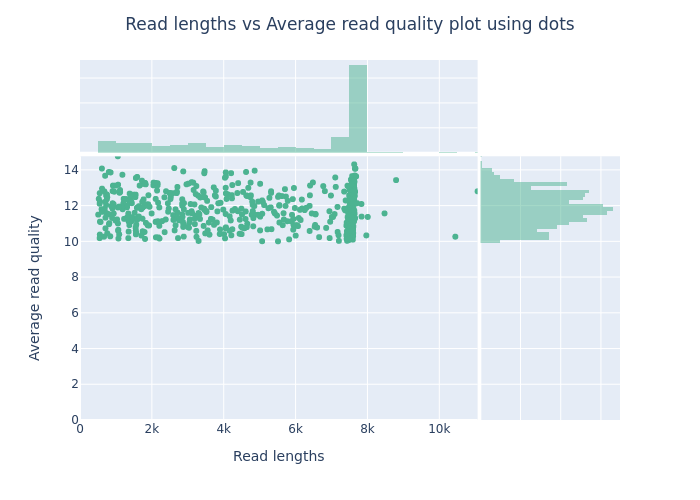 Read lengths vs Average read quality plot using dots
14
12
10
8
6
4
2
0
Average read quality
0 2k 4k 6k 8k 10k
Read lengths